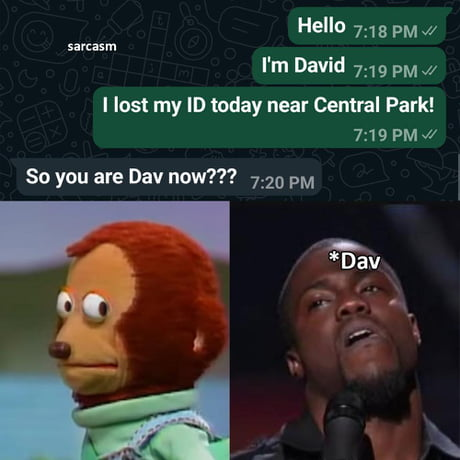 Hello 7:18 PM
sarcasm
I'm David 7:19 PM
I lost my ID today near Central Park!
7:19 PM
So you are Dav now??? 7:20 PM
*Dav